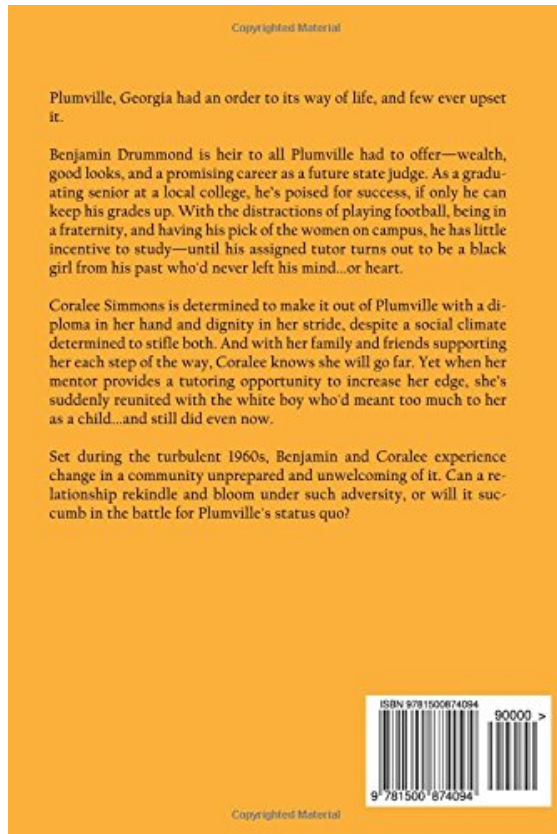 Copyrighted Material
Plumville, Georgia had an order to its way of life, and few ever upset
it.
Benjamin Drummond is heir to all Plumville had to offer—wealth,
good looks, and a promising career as a future state judge. As a gradu-
ating senior at a local college, he's poised for success, if only he can
keep his grades up. With the distractions of playing football, being in
a fraternity, and having his pick of the women on campus, he has little
incentive to study—until his assigned tutor turns out to be a black
girl from his past who'd never left his mind...or heart.
Coralee Simmons is determined to make it out of Plumville with a di-
ploma in her hand and dignity in her stride, despite a social climate
determined to stifle both. And with her family and friends supporting
her each step of the way, Coralee knows she will go far. Yet when her
mentor provides a tutoring opportunity to increase her edge, she's
suddenly reunited with the white boy who'd meant too much to her
as a child...and still did even now.
Set during the turbulent 1960s, Benjamin and Coralee experience
change in a community unprepared and unwelcoming of it. Can a re-
lationship rekindle and bloom under such adversity, or will it suc-
cumb in the battle for Plumville's status quo?
ISBN 9781500874094
90000 >
9 781500 874094
Copyrighted Material